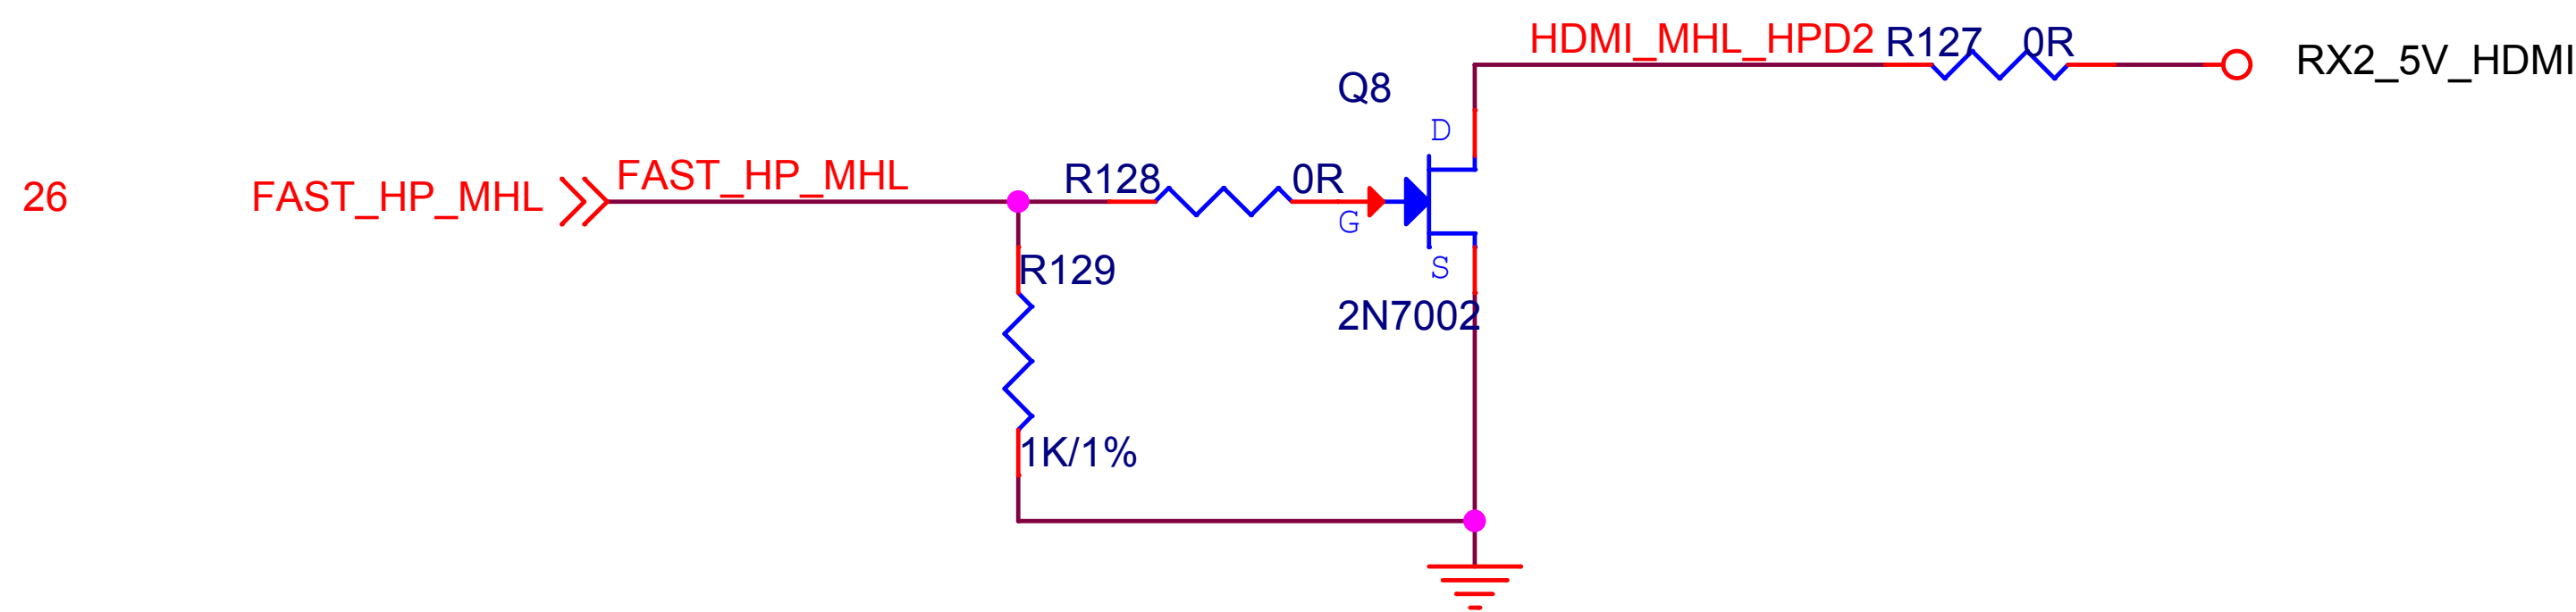 HDMI_MHL_HPD2 R127 0R RX2_5V_HDMI
Q8
D
26 FAST_HP_MHL FAST_HP_MHL R128 0R
G
R129 S
2N7002
1K/1%